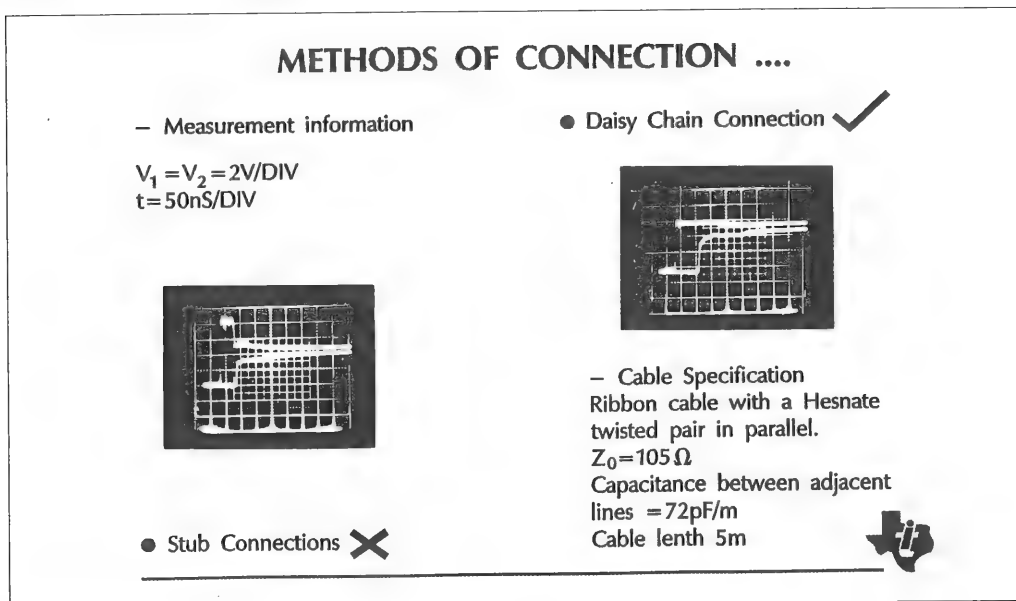 METHODS OF CONNECTION ....
– Measurement information
V₁ = V₂ = 2V/DIV
t=50nS/DIV
● Stub Connections ✕
● Daisy Chain Connection ✓
– Cable Specification
Ribbon cable with a Hesnate
twisted pair in parallel.
Z₀=105Ω
Capacitance between adjacent
lines =72pF/m
Cable lenth 5m
i